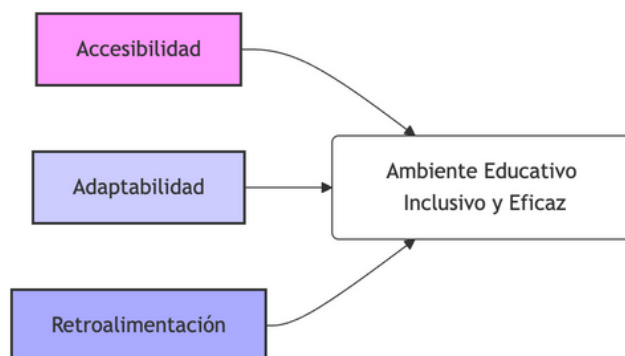 Accesibilidad
Adaptabilidad
Ambiente Educativo
Inclusivo y Eficaz
Retroalimentación